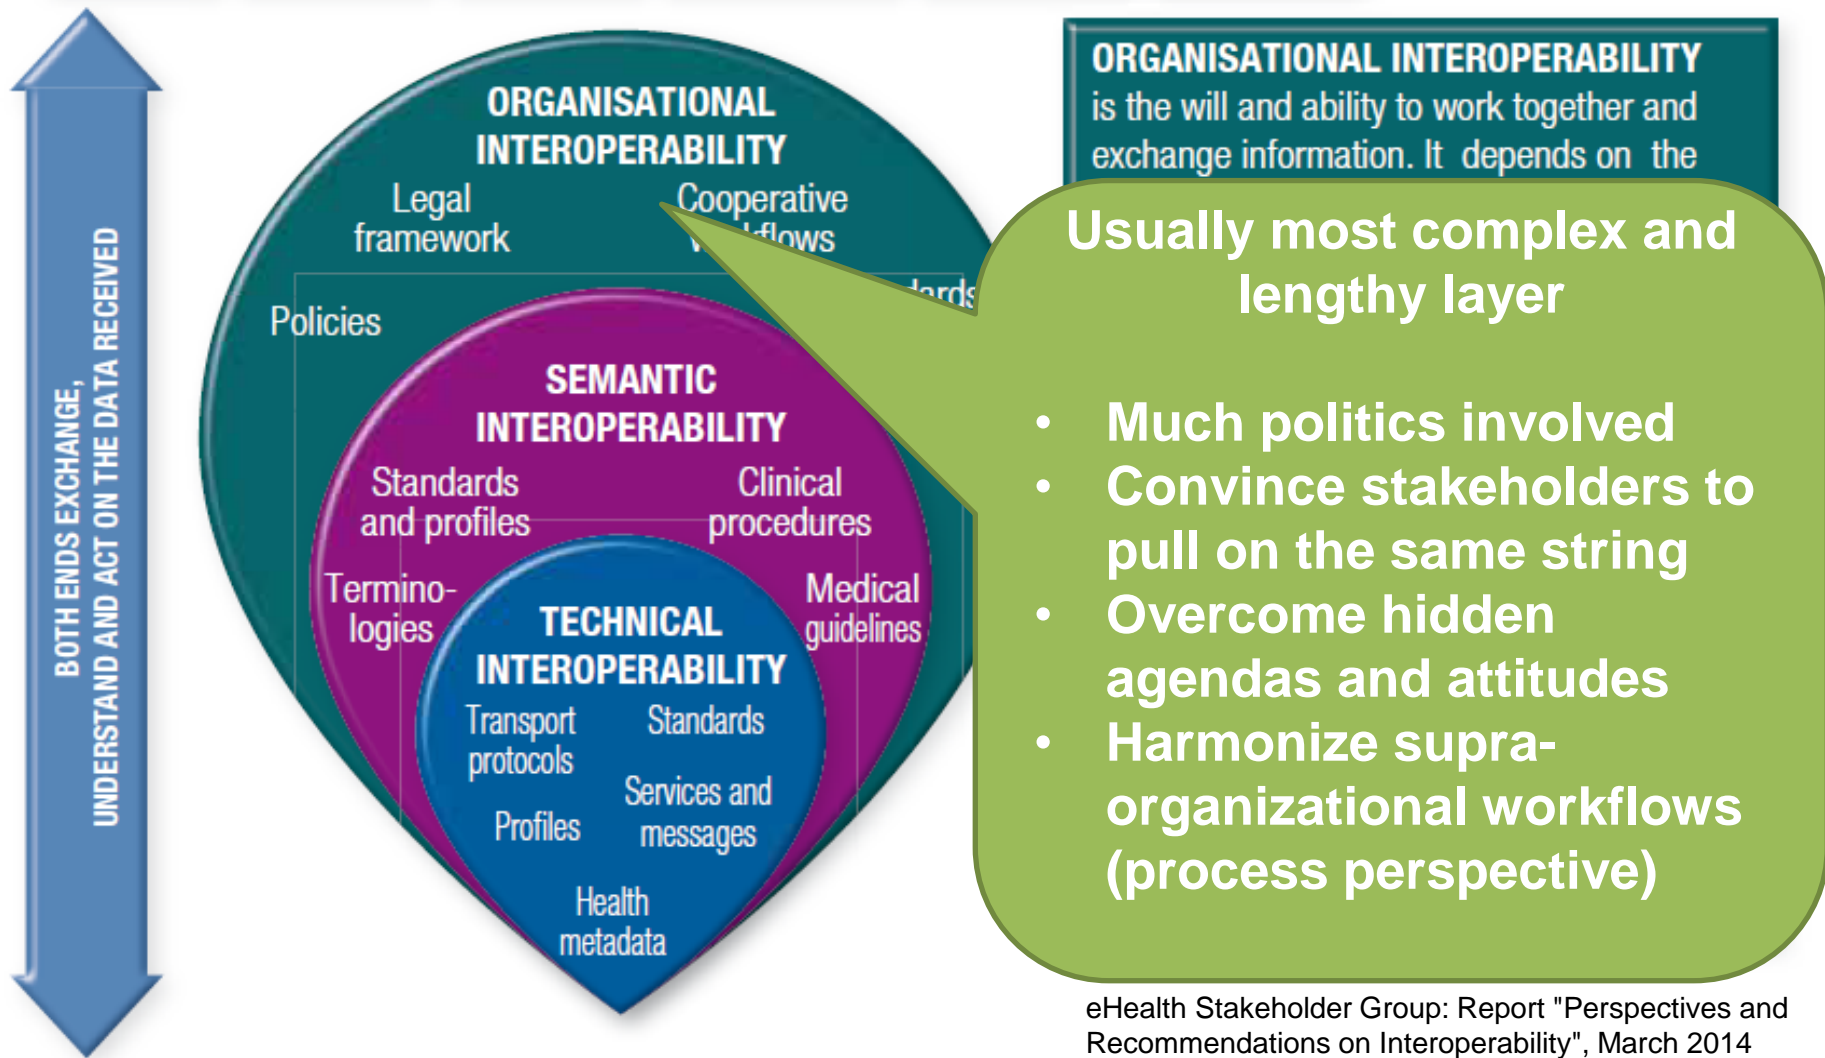 BOTH ENDS EXCHANGE,
UNDERSTAND AND ACT ON THE DATA RECEIVED
ORGANISATIONAL
INTEROPERABILITY
Legal
framework
Cooperative
Policies
SEMANTIC
INTEROPERABILITY
Standards
and profiles
Clinical
procedures
Termino-
logies
Medical
guidelines
TECHNICAL
INTEROPERABILITY
Transport
protocols
Standards
Services and
messages
Profiles
Health
metadata
ORGANISATIONAL INTEROPERABILITY
is the will and ability to work together and
exchange information. It depends on the
Usually most complex and
lengthy layer
• Much politics involved
• Convince stakeholders to
pull on the same string
• Overcome hidden
agendas and attitudes
• Harmonize supra-
organizational workflows
(process perspective)
eHealth Stakeholder Group: Report "Perspectives and
Recommendations on Interoperability", March 2014